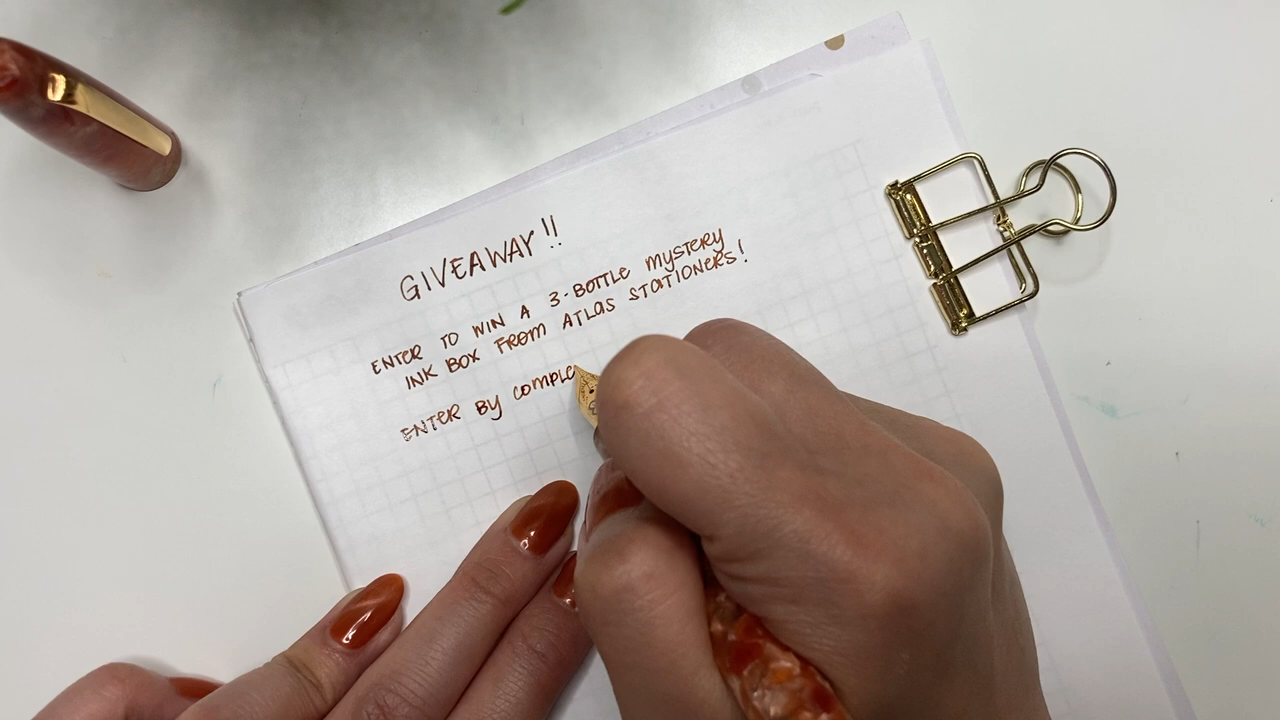 GIVEAWAY!!
ENTER TO WIN A 3-BOTTLE MYSTERY
INK BOX FROM ATLAS STATIONERS!
ENTER BY COMPLE